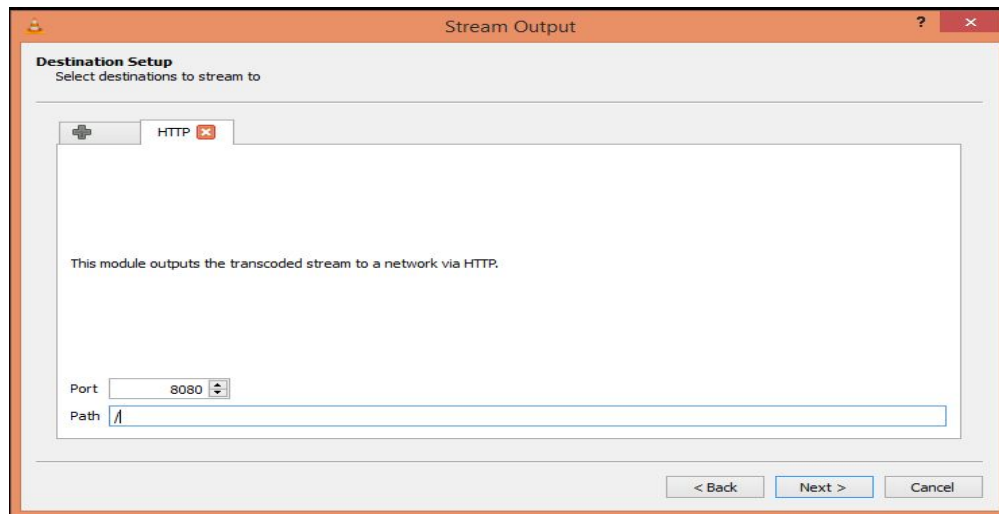 Stream Output
?
Destination Setup
Select destinations to stream to
HTTP
This module outputs the transcoded stream to a network via HTTP.
Port 8080
Path /
< Back Next > Cancel